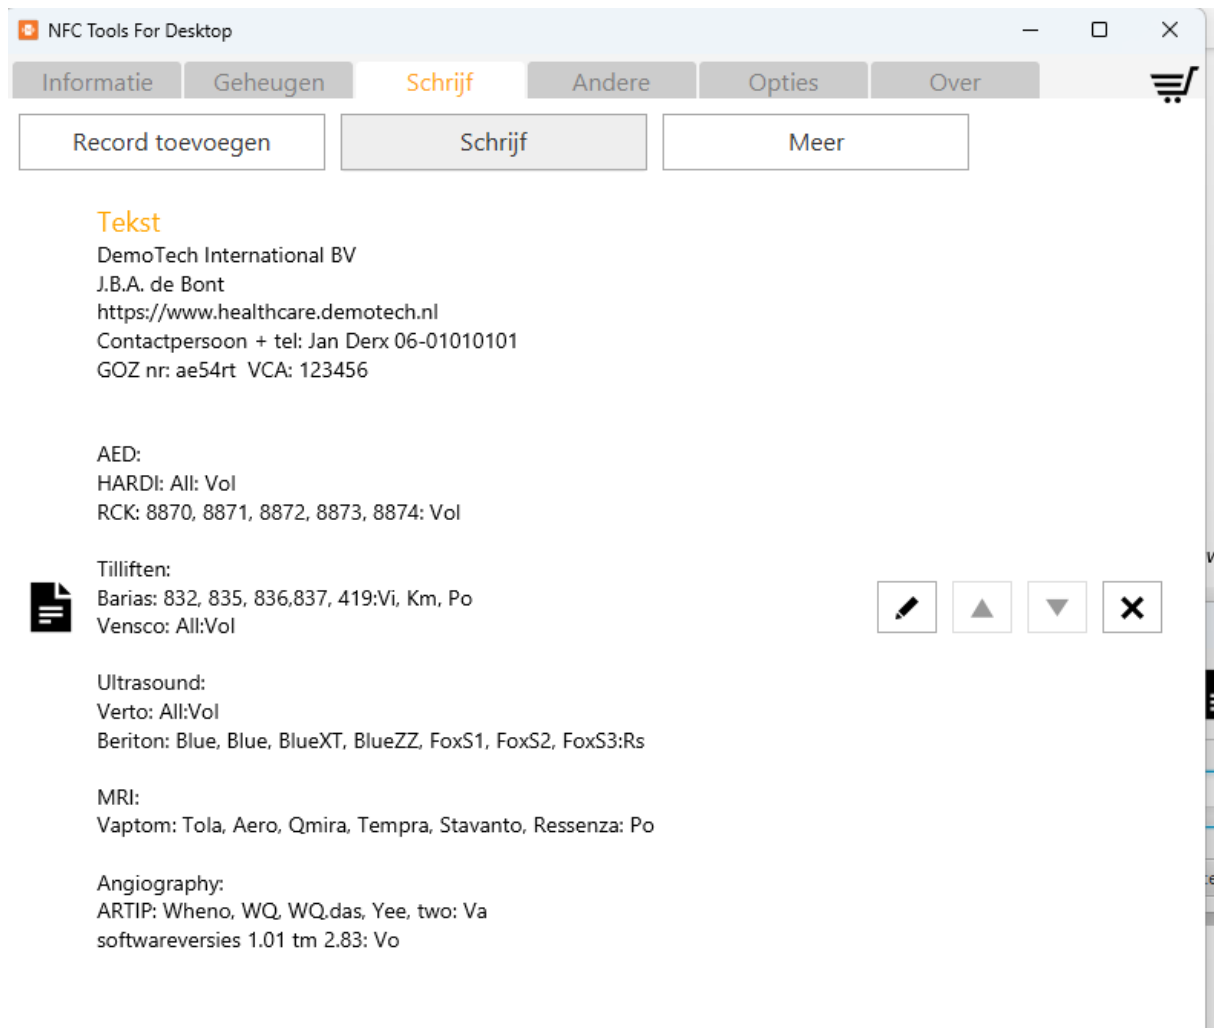 NFC Tools For Desktop
Informatie Geheugen Schrijf Andere Opties Over
Record toevoegen Schrijf Meer
Tekst
DemoTech International BV
J.B.A. de Bont
https://www.healthcare.demotech.nl
Contactpersoon + tel: Jan Derx 06-01010101
GOZ nr: ae54rt  VCA: 123456
AED:
HARDI: All: Vol
RCK: 8870, 8871, 8872, 8873, 8874: Vol
Tilliften:
Barias: 832, 835, 836,837, 419:Vi, Km, Po
Vensco: All:Vol
Ultrasound:
Verto: All:Vol
Beriton: Blue, Blue, BlueXT, BlueZZ, FoxS1, FoxS2, FoxS3:Rs
MRI:
Vaptom: Tola, Aero, Qmira, Tempra, Stavanto, Ressenza: Po
Angiography:
ARTIP: Wheno, WQ, WQ.das, Yee, two: Va
softwareversies 1.01 tm 2.83: Vo